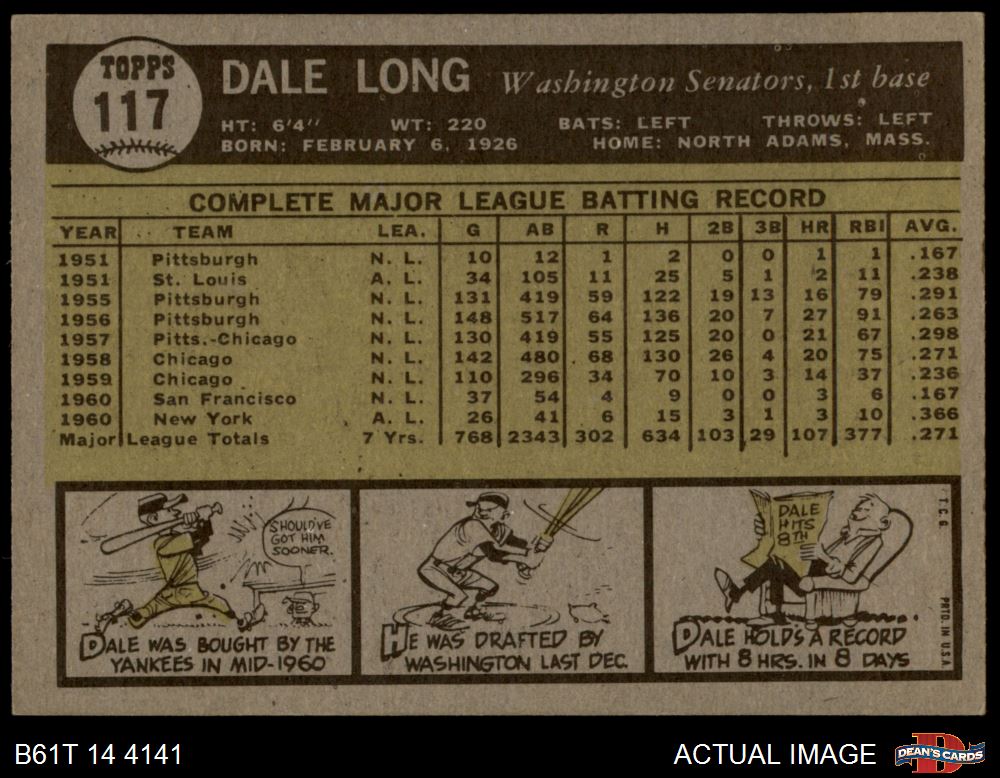 TOPPS
117
DALE LONG Washington Senators, 1st base
HT: 6'4" WT: 220 BATS: LEFT THROWS: LEFT
BORN: FEBRUARY 6, 1926 HOME: NORTH ADAMS, MASS.
COMPLETE MAJOR LEAGUE BATTING RECORD
YEAR TEAM LEA. G AB R H 2B 3B HR RBI AVG.
1951 Pittsburgh N. L. 10 12 1 2 0 0 1 1 .167
1951 St. Louis A. L. 34 105 11 25 5 1 2 11 .238
1955 Pittsburgh N. L. 131 419 59 122 19 13 16 79 .291
1956 Pittsburgh N. L. 148 517 64 136 20 7 27 91 .263
1957 Pitts.-Chicago N. L. 130 419 55 125 20 0 21 67 .298
1958 Chicago N. L. 142 480 68 130 26 4 20 75 .271
1959 Chicago N. L. 110 296 34 70 10 3 14 37 .236
1960 San Francisco N. L. 37 54 4 9 0 0 3 6 .167
1960 New York A. L. 26 41 6 15 3 1 3 10 .366
Major League Totals 7 Yrs. 768 2343 302 634 103 29 107 377 .271
SHOULD'VE
GOT HIM
SOONER.
DALE WAS BOUGHT BY THE
YANKEES IN MID-1960
HE WAS DRAFTED BY
WASHINGTON LAST DEC.
DALE
HITS
8TH
DALE HOLDS A RECORD
WITH 8 HRS. IN 8 DAYS
T.C.G.
PRTD. IN U.S.A.
B61T 14 4141
ACTUAL IMAGE
DEAN'S CARDS